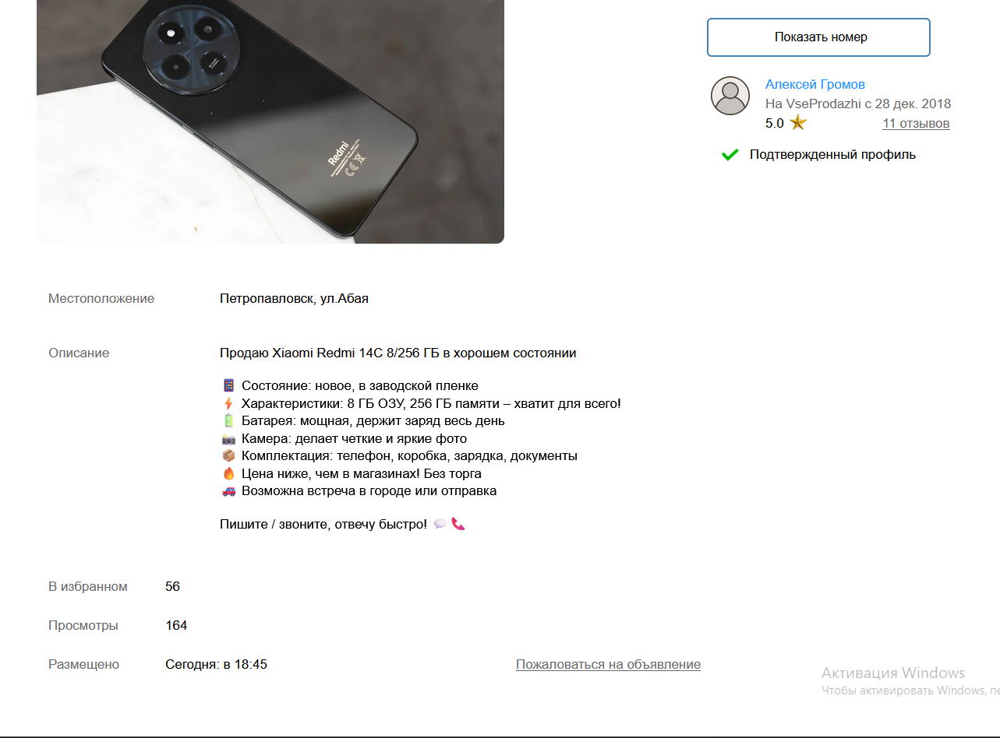 Показать номер
Алексей Громов
На VseProdazhi с 28 дек. 2018
5.0
11 отзывов
Подтвержденный профиль
Redmi
Местоположение
Петропавловск, ул.Абая
Описание
Продаю Xiaomi Redmi 14C 8/256 ГБ в хорошем состоянии
Состояние: новое, в заводской пленке
Характеристики: 8 ГБ ОЗУ, 256 ГБ памяти – хватит для всего!
Батарея: мощная, держит заряд весь день
Камера: делает четкие и яркие фото
Комплектация: телефон, коробка, зарядка, документы
Цена ниже, чем в магазинах! Без торга
Возможна встреча в городе или отправка
Пишите / звоните, отвечу быстро!
В избранном 56
Просмотры 164
Размещено Сегодня: в 18:45
Пожаловаться на объявление
Активация Windows
Чтобы активировать Windows, пе